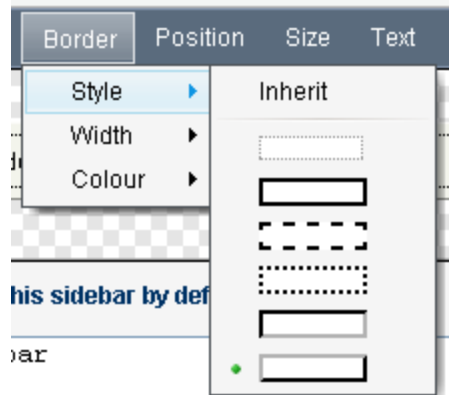 Border Position Size Text
Style Inherit
Width
Colour
his sidebar by def
bar